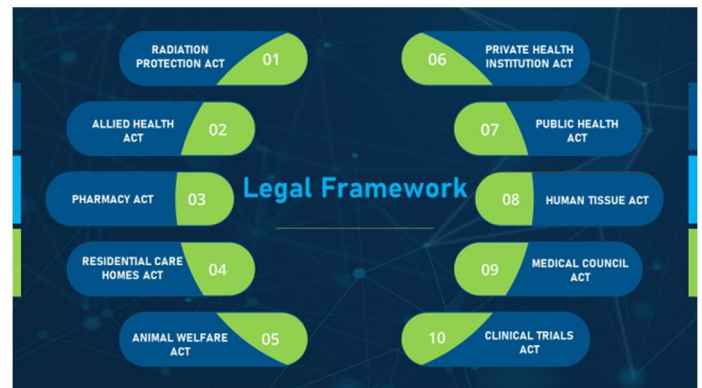 RADIATION
PROTECTION ACT
01
ALLIED HEALTH
ACT
02
PHARMACY ACT
03
RESIDENTIAL CARE
HOMES ACT
04
ANIMAL WELFARE
ACT
05
Legal Framework
06
PRIVATE HEALTH
INSTITUTION ACT
07
PUBLIC HEALTH
ACT
08
HUMAN TISSUE ACT
09
MEDICAL COUNCIL
ACT
10
CLINICAL TRIALS
ACT